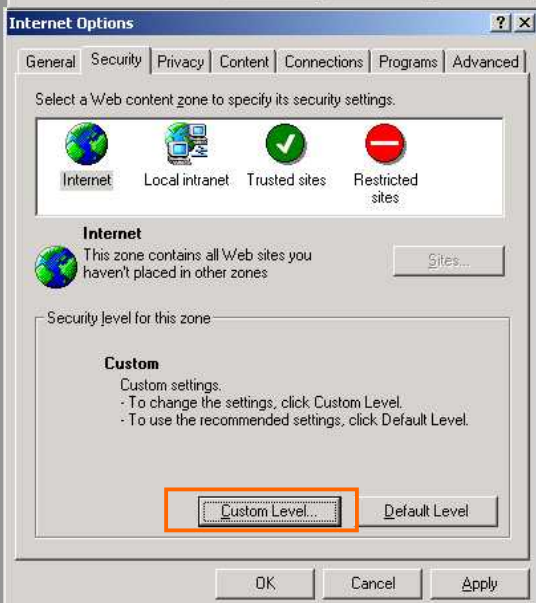 Internet Options
? X
General Security Privacy Content Connections Programs Advanced
Select a Web content zone to specify its security settings.
Internet Local intranet Trusted sites Restricted sites
Internet
This zone contains all Web sites you
haven't placed in other zones
Sites...
Security level for this zone
Custom
Custom settings.
- To change the settings, click Custom Level.
- To use the recommended settings, click Default Level.
Custom Level... Default Level
OK Cancel Apply